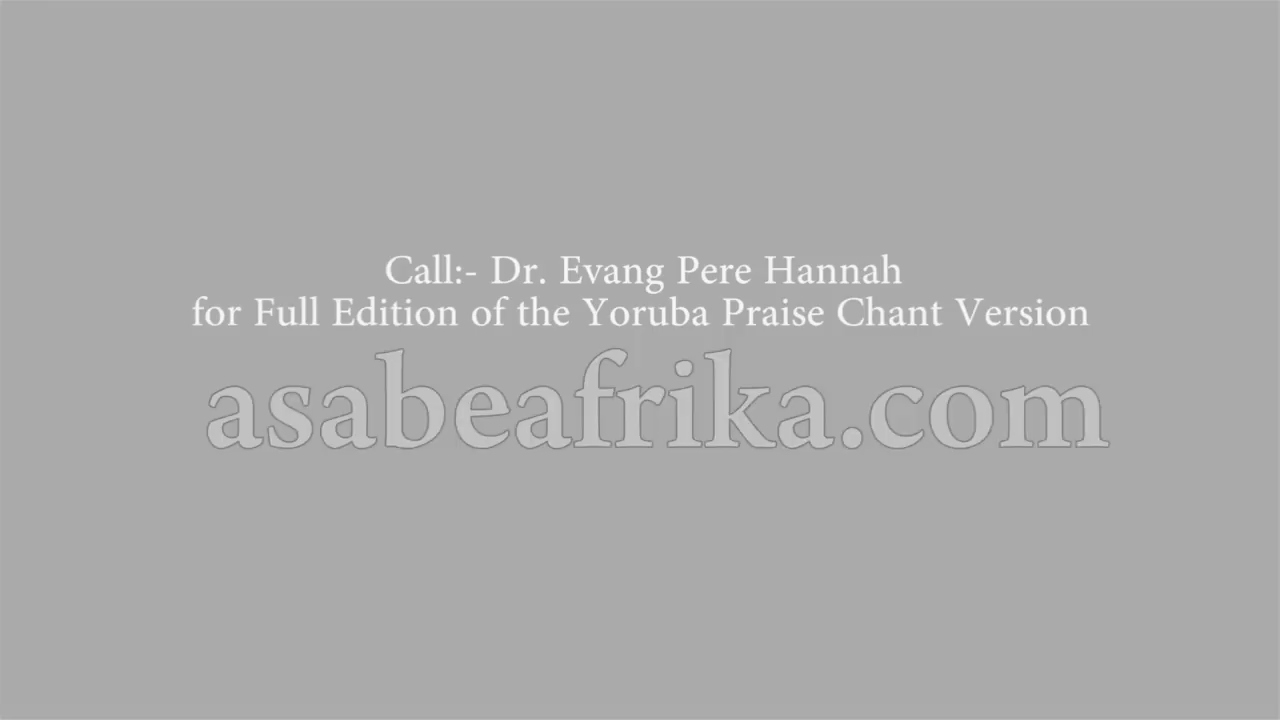 Call:- Dr. Evang Pere Hannah
for Full Edition of the Yoruba Praise Chant Version
asabeafrika.com